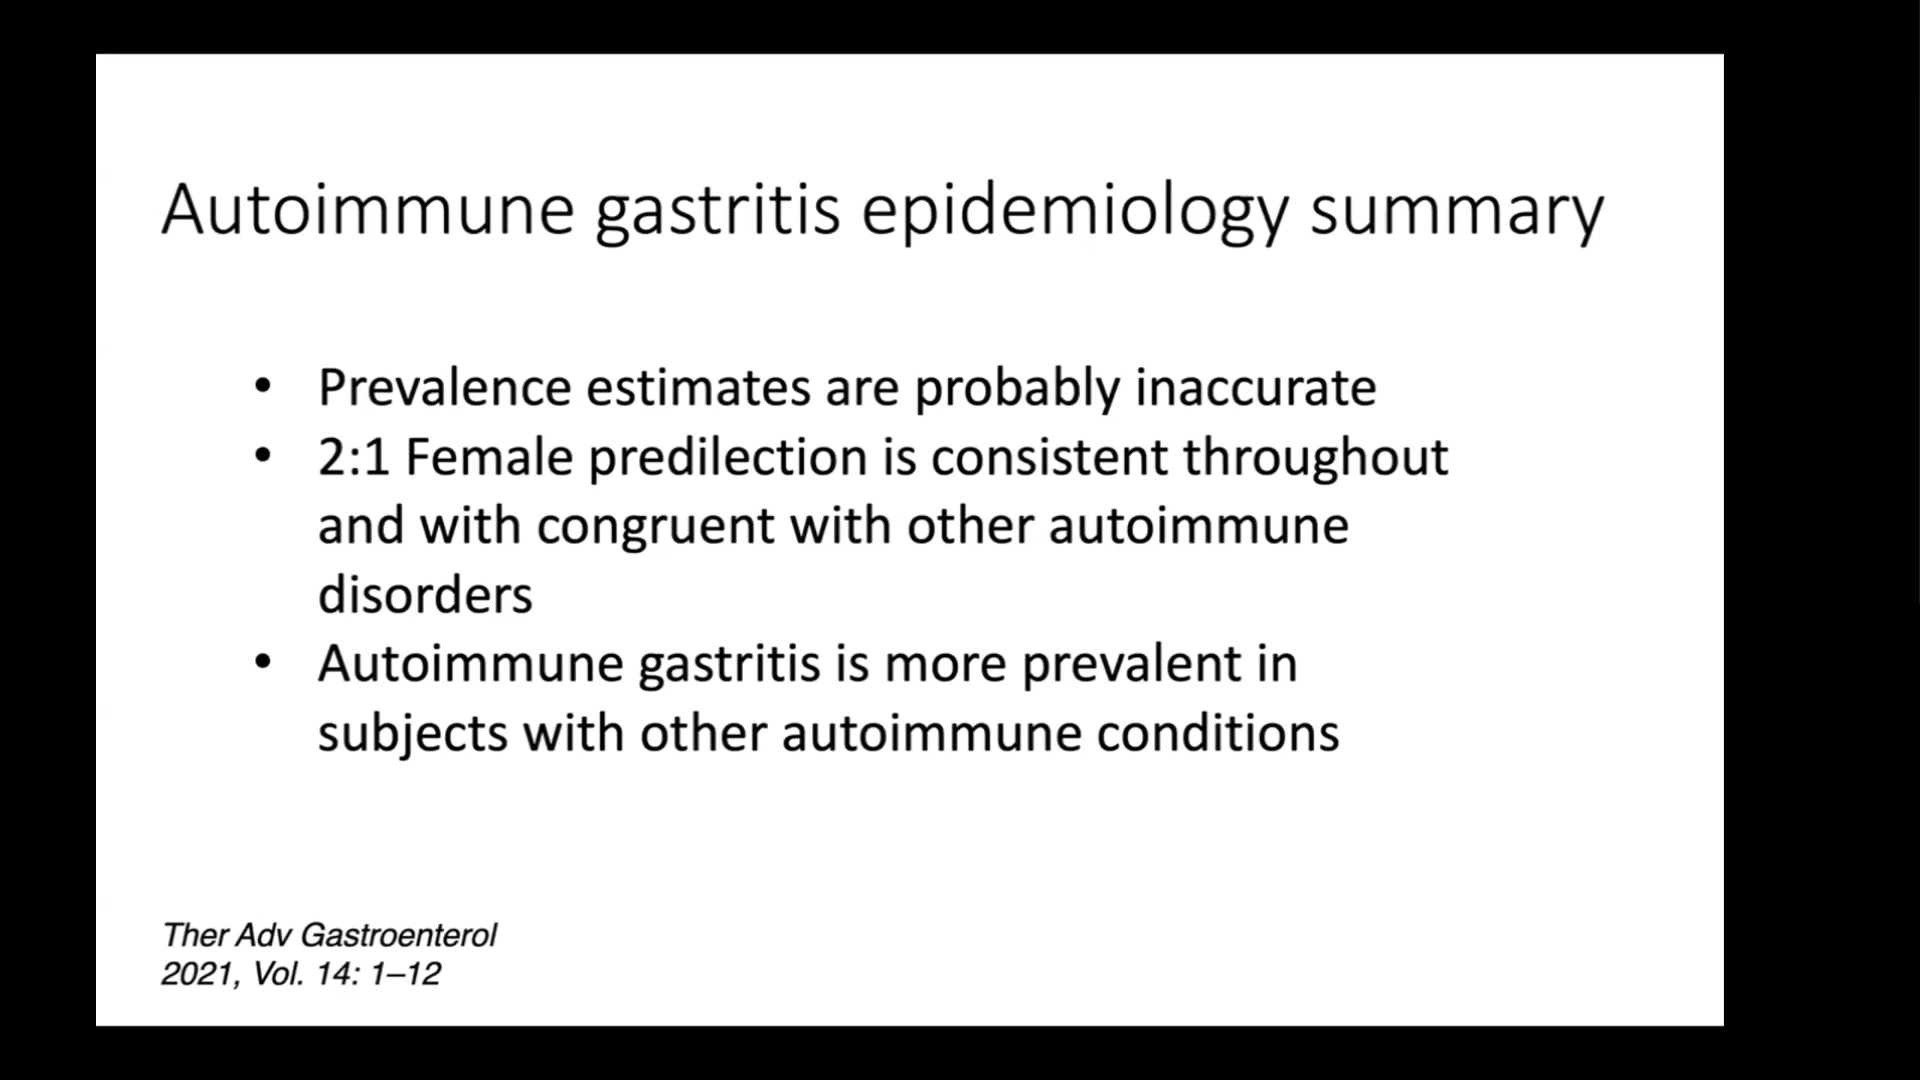 Autoimmune gastritis epidemiology summary
• Prevalence estimates are probably inaccurate
• 2:1 Female predilection is consistent throughout
and with congruent with other autoimmune
disorders
• Autoimmune gastritis is more prevalent in
subjects with other autoimmune conditions
Ther Adv Gastroenterol
2021, Vol. 14: 1–12